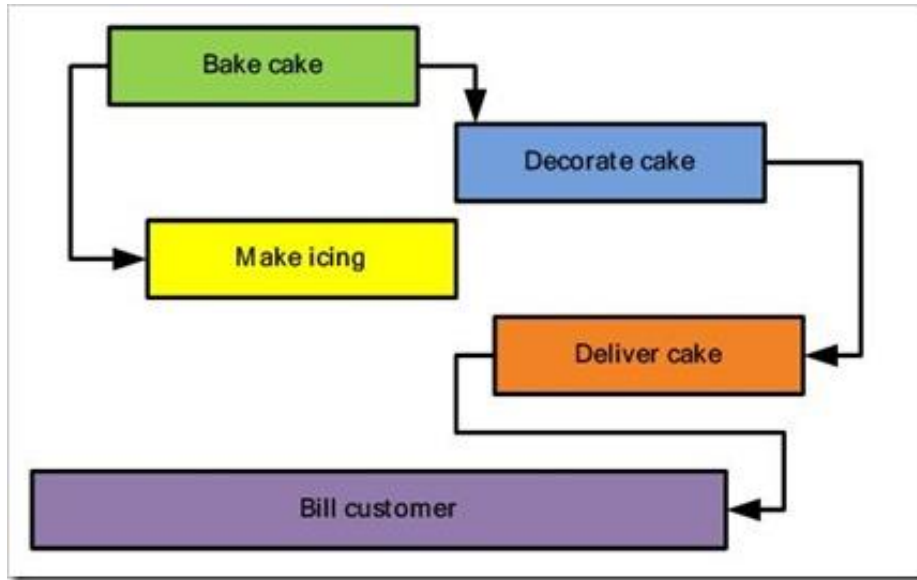 Bake cake
Decorate cake
Make icing
Deliver cake
Bill customer